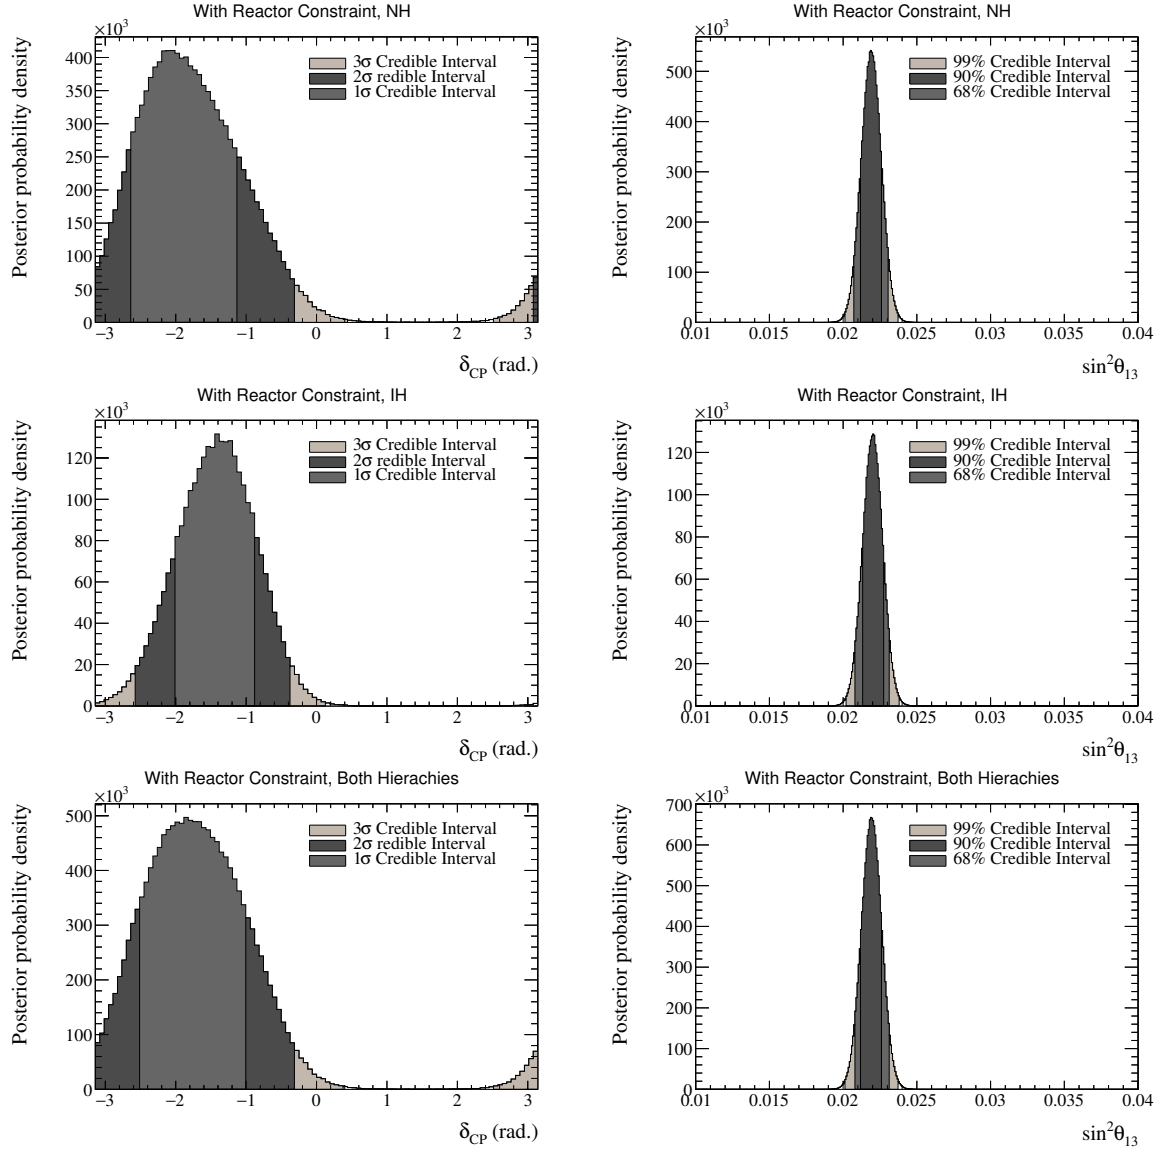 With Reactor Constraint, NH
×10³
3σ Credible Interval
2σ redible Interval
1σ Credible Interval
400
350
300
250
200
150
100
50
0
−3 −2 −1 0 1 2 3
Posterior probability density
δCP (rad.)
With Reactor Constraint, NH
×10³
99% Credible Interval
90% Credible Interval
68% Credible Interval
500
400
300
200
100
0
0.01 0.015 0.02 0.025 0.03 0.035 0.04
Posterior probability density
sin²θ13
With Reactor Constraint, IH
×10³
3σ Credible Interval
2σ redible Interval
1σ Credible Interval
120
100
80
60
40
20
0
−3 −2 −1 0 1 2 3
Posterior probability density
δCP (rad.)
With Reactor Constraint, IH
×10³
99% Credible Interval
90% Credible Interval
68% Credible Interval
120
100
80
60
40
20
0
0.01 0.015 0.02 0.025 0.03 0.035 0.04
Posterior probability density
sin²θ13
With Reactor Constraint, Both Hierachies
×10³
3σ Credible Interval
2σ redible Interval
1σ Credible Interval
500
400
300
200
100
0
−3 −2 −1 0 1 2 3
Posterior probability density
δCP (rad.)
With Reactor Constraint, Both Hierachies
×10³
99% Credible Interval
90% Credible Interval
68% Credible Interval
700
600
500
400
300
200
100
0
0.01 0.015 0.02 0.025 0.03 0.035 0.04
Posterior probability density
sin²θ13